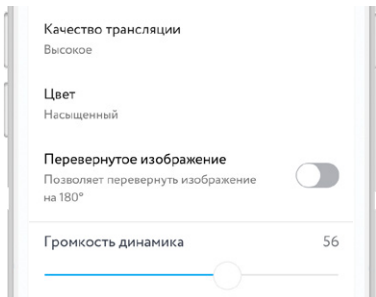 Качество трансляции
Высокое
Цвет
Насыщенный
Перевернутое изображение
Позволяет перевернуть изображение
на 180°
Громкость динамика 56